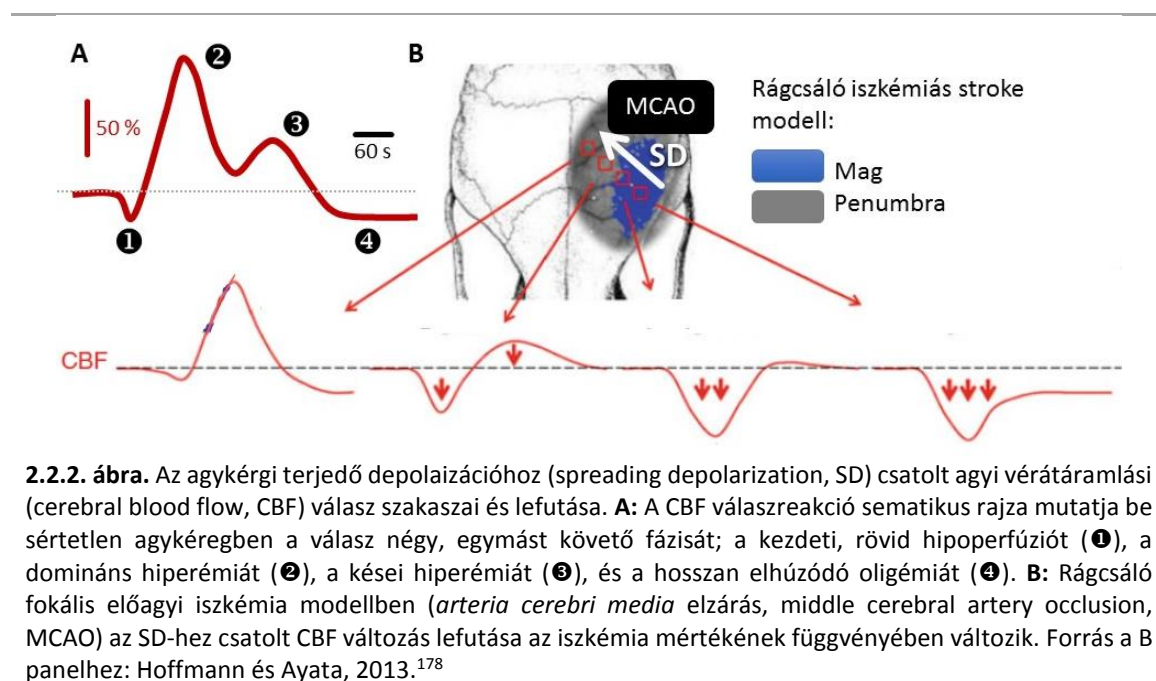 A
B
❷
❸
50 %
60 s
❶
❹
MCAO
SD
Rágcsáló iszkémiás stroke
modell:
Mag
Penumbra
CBF
2.2.2. ábra. Az agykérgi terjedő depolaizációhoz (spreading depolarization, SD) csatolt agyi vérátáramlási
(cerebral blood flow, CBF) válasz szakaszai és lefutása. A: A CBF válaszreakció sematikus rajza mutatja be
sértetlen agykéregben a válasz négy, egymást követő fázisát; a kezdeti, rövid hipoperfúziót (❶), a
domináns hiperémiát (❷), a kései hiperémiát (❸), és a hosszan elhúzódó oligémiát (❹). B: Rágcsáló
fokális előagyi iszkémia modellben (arteria cerebri media elzárás, middle cerebral artery occlusion,
MCAO) az SD-hez csatolt CBF változás lefutása az iszkémia mértékének függvényében változik. Forrás a B
panelhez: Hoffmann és Ayata, 2013.178